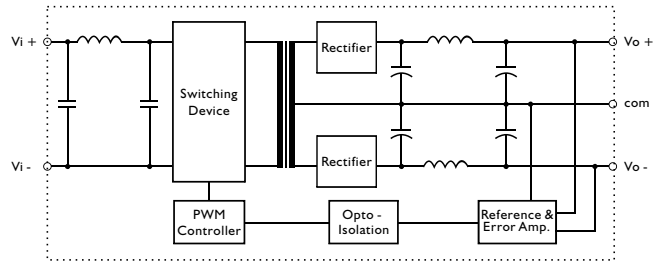 Vi +
Rectifier
Vo +
Switching
Device
com
Rectifier
Vi -
Vo -
PWM
Controller
Opto -
Isolation
Reference &
Error Amp.